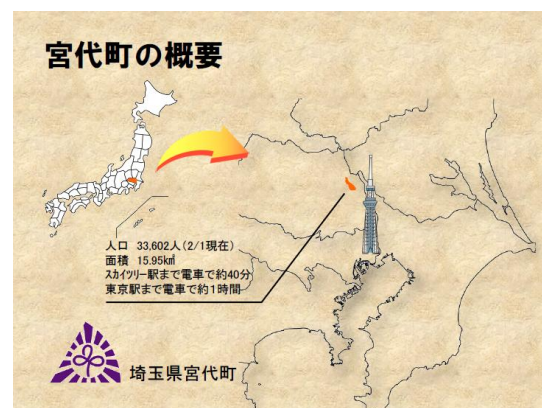 宮代町の概要
人口 33,602人(2/1現在)
面積 15.95㎢
スカイツリー駅まで電車で約40分
東京駅まで電車で約1時間
埼玉県宮代町